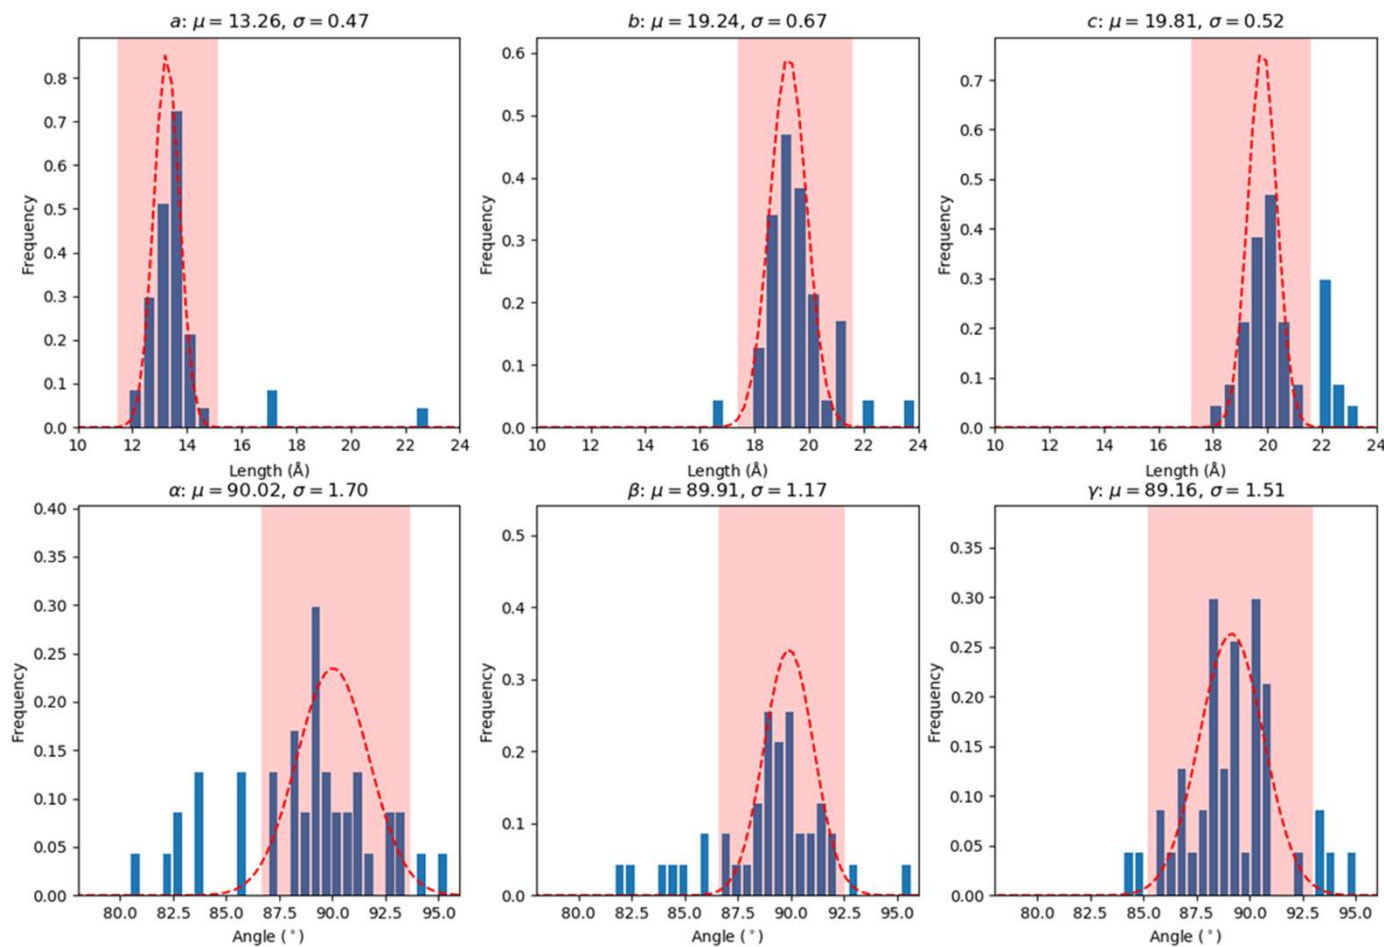 a: μ = 13.26, σ = 0.47
0.8
0.7
0.6
0.5
0.4
0.3
0.2
0.1
0.0
Frequency
10 12 14 16 18 20 22 24
Length (Å)
b: μ = 19.24, σ = 0.67
0.6
0.5
0.4
0.3
0.2
0.1
0.0
Frequency
10 12 14 16 18 20 22 24
Length (Å)
c: μ = 19.81, σ = 0.52
0.7
0.6
0.5
0.4
0.3
0.2
0.1
0.0
Frequency
10 12 14 16 18 20 22 24
Length (Å)
α: μ = 90.02, σ = 1.70
0.40
0.35
0.30
0.25
0.20
0.15
0.10
0.05
0.00
Frequency
80.0 82.5 85.0 87.5 90.0 92.5 95.0
Angle (°)
β: μ = 89.91, σ = 1.17
0.5
0.4
0.3
0.2
0.1
0.0
Frequency
80.0 82.5 85.0 87.5 90.0 92.5 95.0
Angle (°)
γ: μ = 89.16, σ = 1.51
0.35
0.30
0.25
0.20
0.15
0.10
0.05
0.00
Frequency
80.0 82.5 85.0 87.5 90.0 92.5 95.0
Angle (°)